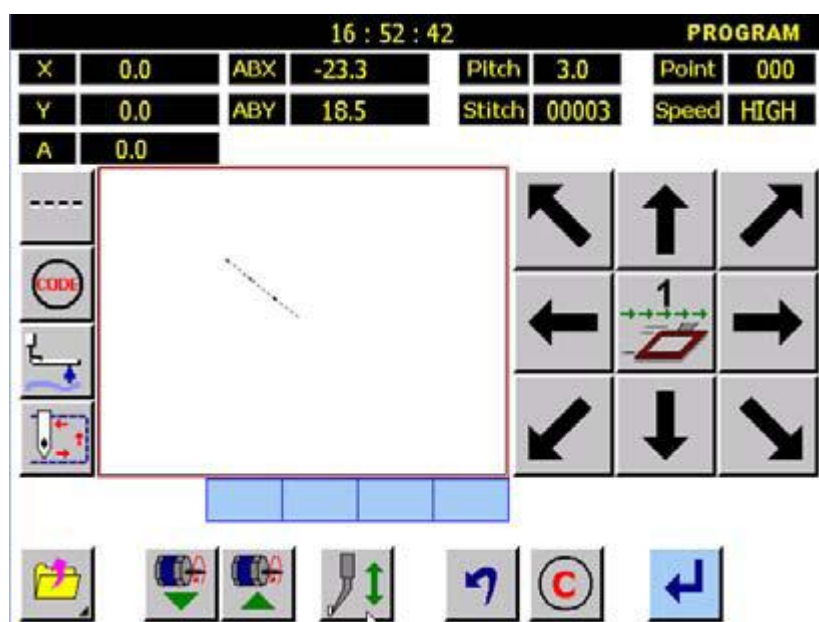 16 : 52 : 42 PROGRAM
X 0.0 ABX -23.3 Pitch 3.0 Point 000
Y 0.0 ABY 18.5 Stitch 00003 Speed HIGH
A 0.0
CODE
1
C